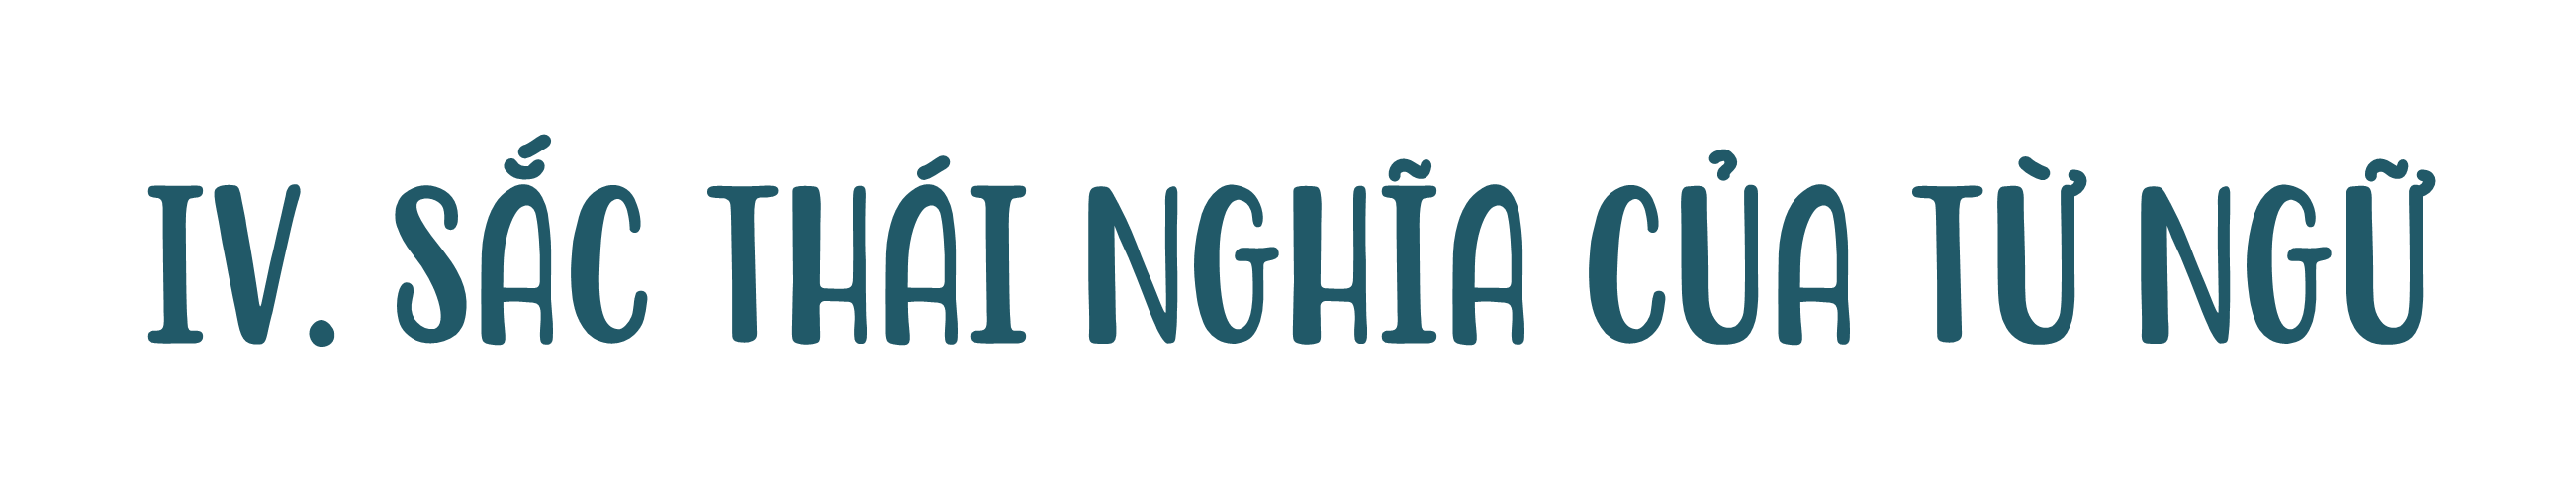 IV. SẮC THÁI NGHĨA CỦA TỪ NGỮ